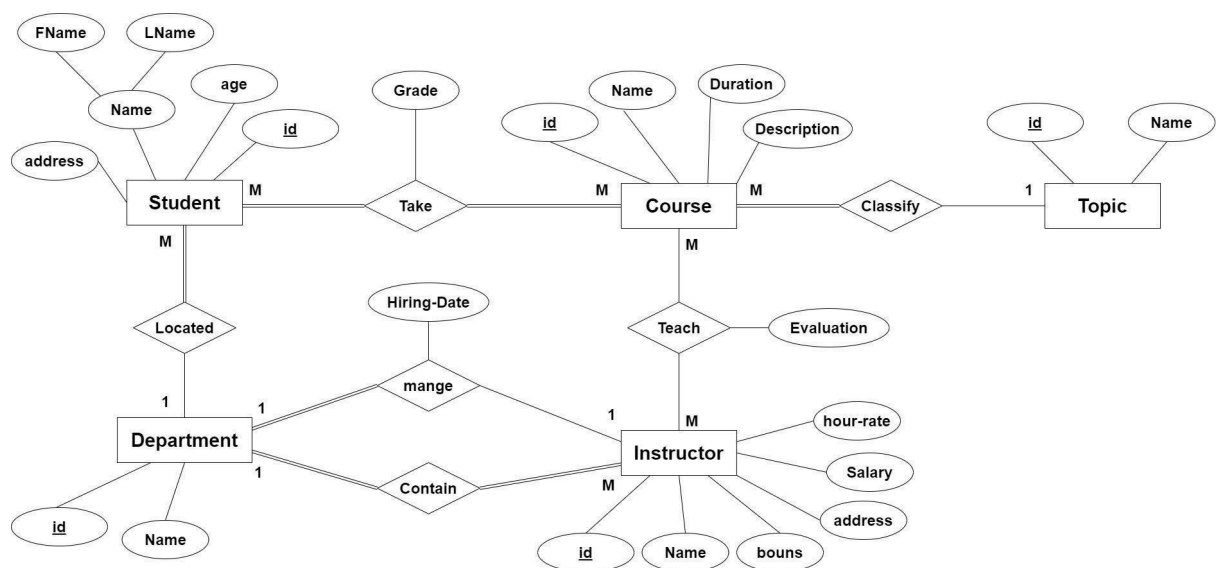 FName
LName
Name
age
id
address
Student
M
M
Grade
Take
M
id
Name
Duration
Description
Course
M
M
Classify
1
id
Name
Topic
Located
1
Hiring-Date
mange
1
1
Teach
Evaluation
M
Department
1
Contain
M
Instructor
id
Name
hour-rate
Salary
address
id
Name
bouns